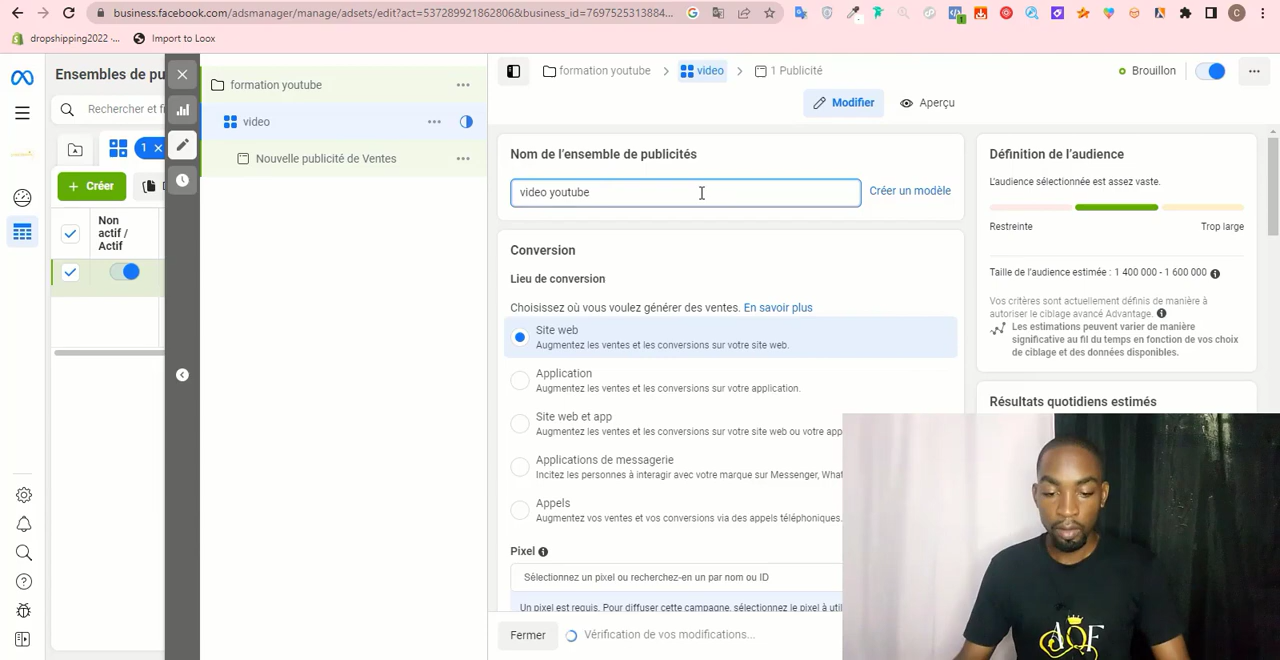 business.facebook.com/adsmanager/manage/adsets/edit?act=537289921862806&business_id=7697525313884...
C
dropshipping2022 -...
Import to Loox
Ensembles de pu
formation youtube
formation youtube
video
1 Publicité
Brouillon
Rechercher et f
video
Modifier
Aperçu
1
Nouvelle publicité de Ventes
Nom de l'ensemble de publicités
Définition de l'audience
Créer
L'audience sélectionnée est assez vaste.
video youtube
Créer un modèle
Non
actif /
Actif
Restreinte
Trop large
Conversion
Lieu de conversion
Taille de l'audience estimée : 1 400 000 - 1 600 000
Choisissez où vous voulez générer des ventes. En savoir plus
Vos critères sont actuellement définis de manière à
autoriser le ciblage avancé Advantage.
Site web
Augmentez les ventes et les conversions sur votre site web.
Les estimations peuvent varier de manière
significative au fil du temps en fonction de vos choix
de ciblage et des données disponibles.
Application
Augmentez les ventes et les conversions sur votre application.
Résultats quotidiens estimés
Site web et app
Augmentez les ventes et les conversions sur votre site web ou votre app
Applications de messagerie
Incitez les personnes à interagir avec votre marque sur Messenger, What
Appels
Augmentez vos ventes et vos conversions via des appels téléphoniques.
Pixel
Sélectionnez un pixel ou recherchez-en un par nom ou ID
Un pixel est requis. Pour diffuser cette campagne, sélectionnez le pixel à util
Fermer
Vérification de vos modifications...
AOF